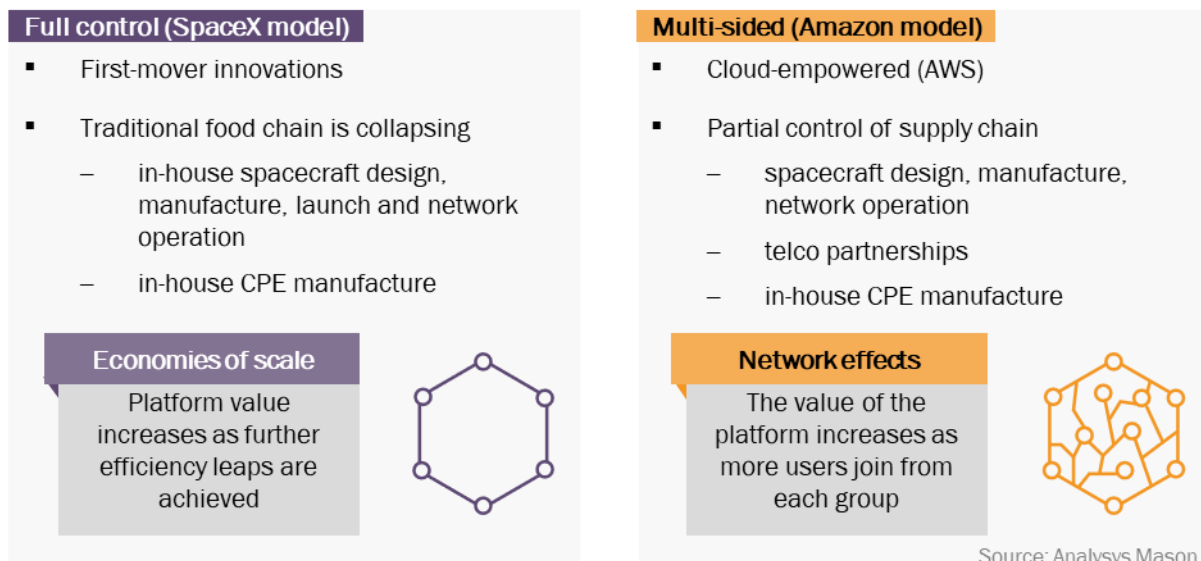 Full control (SpaceX model)
▪ First-mover innovations
▪ Traditional food chain is collapsing
– in-house spacecraft design,
manufacture, launch and network
operation
– in-house CPE manufacture
Economies of scale
Platform value
increases as further
efficiency leaps are
achieved
Multi-sided (Amazon model)
▪ Cloud-empowered (AWS)
▪ Partial control of supply chain
– spacecraft design, manufacture,
network operation
– telco partnerships
– in-house CPE manufacture
Network effects
The value of the
platform increases as
more users join from
each group
Source: Analysys Mason